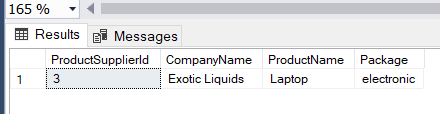 165 %
Results Messages
ProductSupplierId CompanyName ProductName Package
1 3 Exotic Liquids Laptop electronic